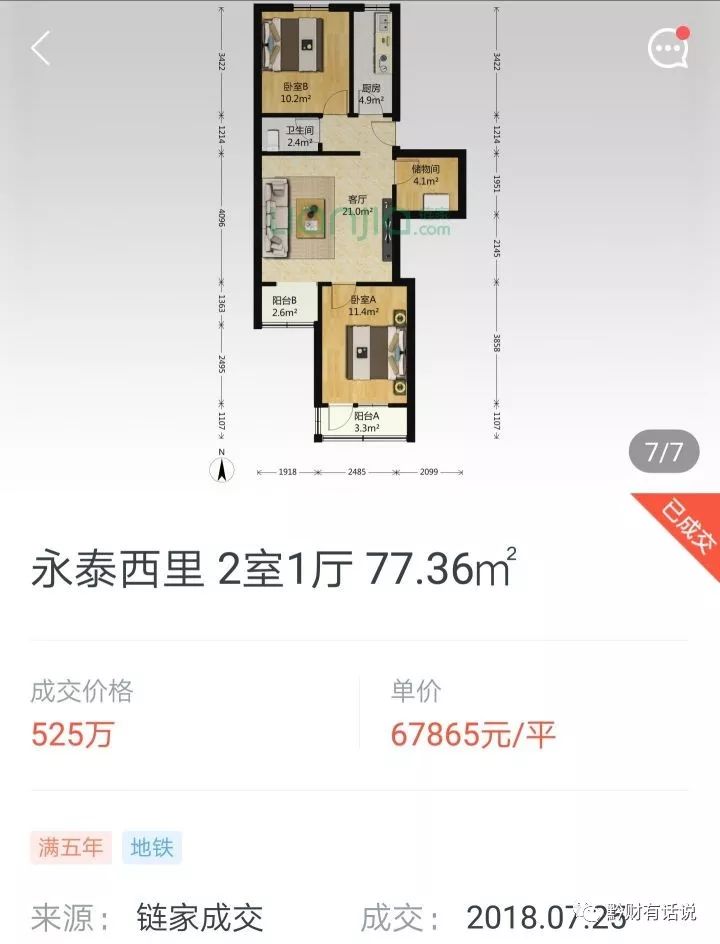 3422
3422
卧室B
10.2m²
厨房
4.9m²
1214
1214
卫生间
2.4m²
1951
储物间
4.1m²
4096
客厅
21.0m²
lianjia.com
2145
1363
阳台B
2.6m²
卧室A
11.4m²
3858
2495
1107
1107
阳台A
3.3m²
N
1918
2485
2099
7/7
已成交
永泰西里 2室1厅 77.36㎡
成交价格
单价
525万
67865元/平
满五年
地铁
来源：链家成交
成交：2018.07.23
黔财有话说